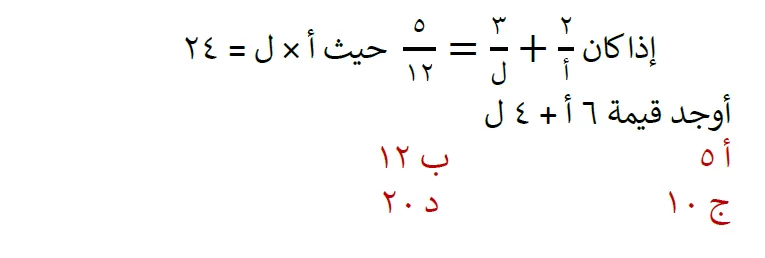 إذا كان ٢/أ + ٣/ل = ٥/١٢ حيث أ × ل = ٢٤
أوجد قيمة ٦ أ + ٤ ل
أ ٥ ب ١٢
ج ١٠ د ٢٠